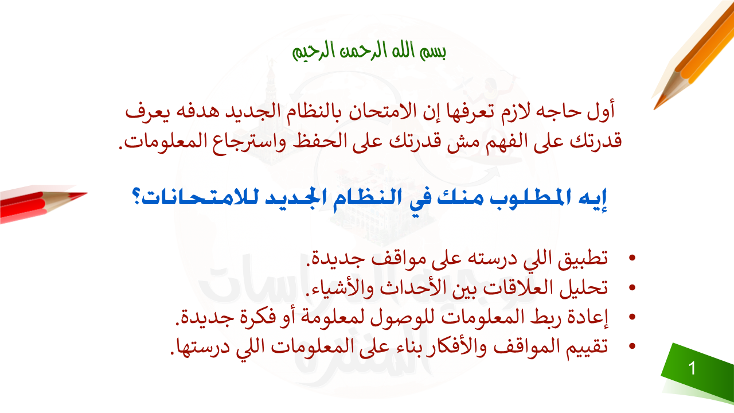 بسم الله الرحمن الرحيم
أول حاجه لازم تعرفها إن الامتحان بالنظام الجديد هدفه يعرف
قدرتك على الفهم مش قدرتك على الحفظ واسترجاع المعلومات.
إيه المطلوب منك في النظام الجديد للامتحانات؟
• تطبيق اللي درسته على مواقف جديدة.
• تحليل العلاقات بين الأحداث والأشياء.
• إعادة ربط المعلومات للوصول لمعلومة أو فكرة جديدة.
• تقييم المواقف والأفكار بناء على المعلومات اللي درستها.
1